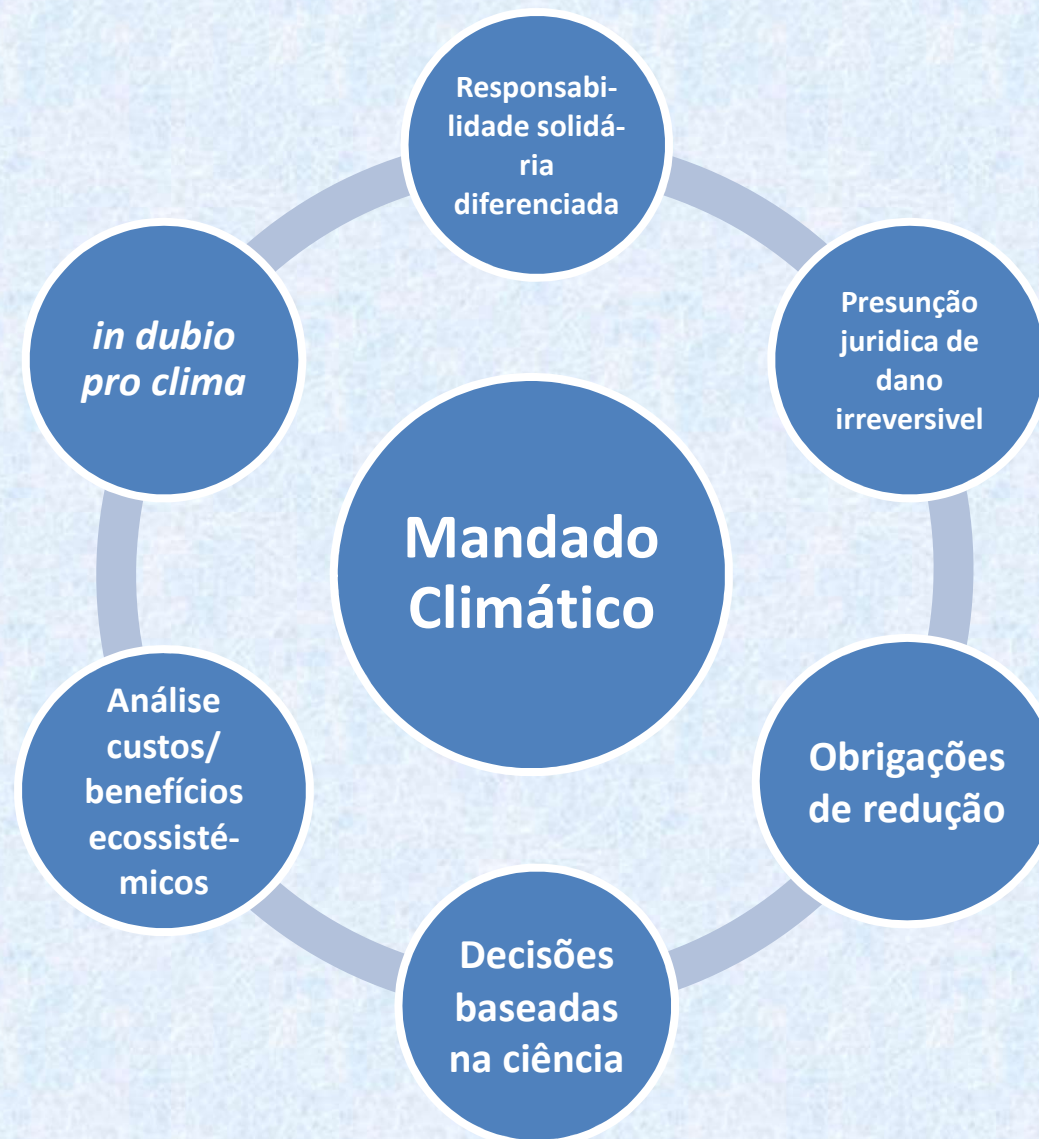 Responsabi-
lidade solidá-
ria
diferenciada
Presunção
juridica de
dano
irreversivel
Obrigações
de redução
Decisões
baseadas
na ciência
Análise
custos/
benefícios
ecossisté-
micos
in dubio
pro clima
Mandado
Climático